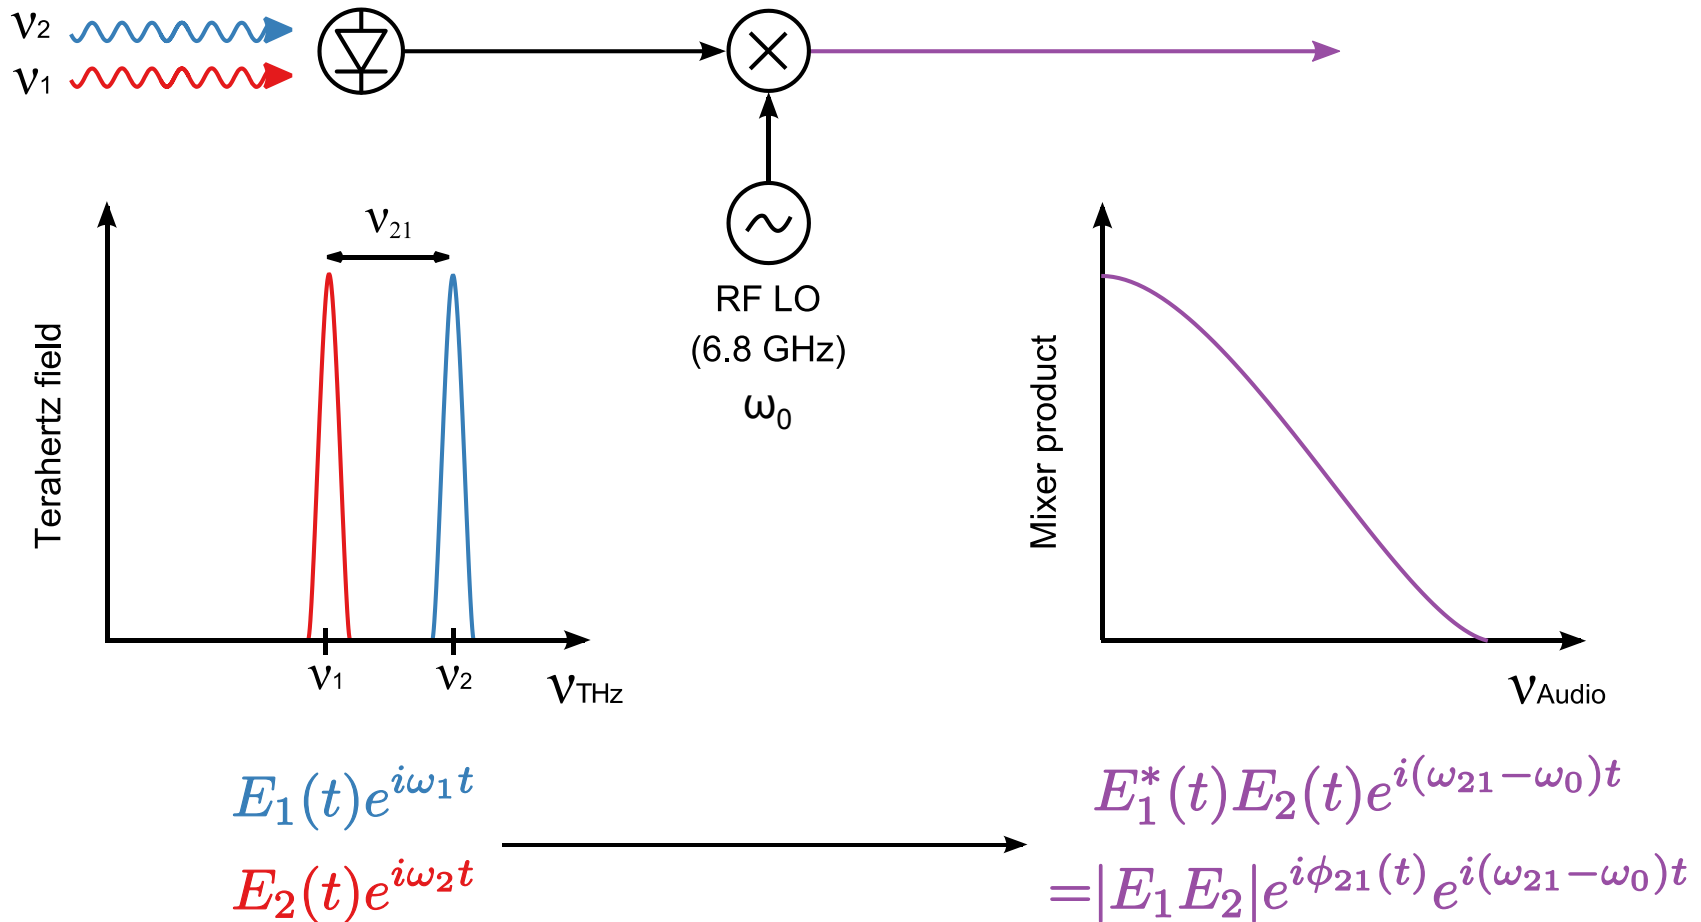 ν2
ν1
RF LO
(6.8 GHz)
ω0
ν21
Terahertz field
ν1
ν2
νTHz
Mixer product
νAudio
E1(t)e^{iω1t}
E2(t)e^{iω2t}
E1*(t)E2(t)e^{i(ω21−ω0)t}
=|E1E2|e^{iϕ21(t)}e^{i(ω21−ω0)t}